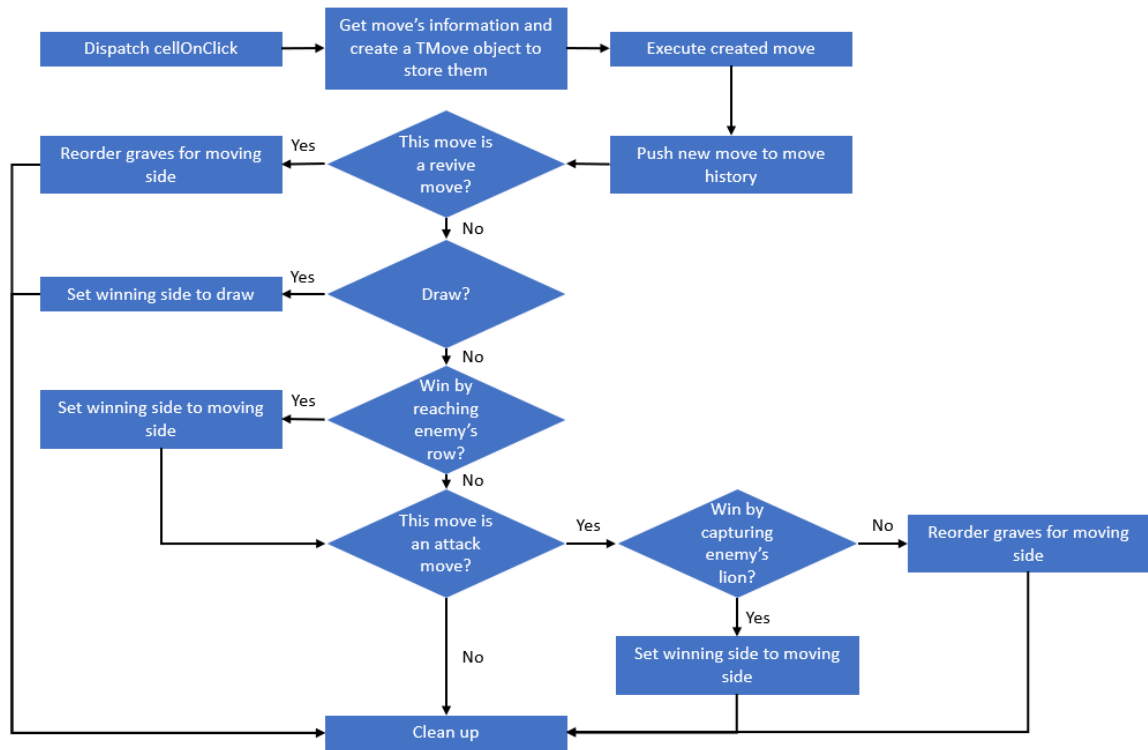 Dispatch cellOnClick
Get move's information and
create a TMove object to
store them
Execute created move
Reorder graves for moving
side
Yes
This move is
a revive
move?
Push new move to move
history
No
Set winning side to draw
Yes
Draw?
No
Set winning side to moving
side
Yes
Win by
reaching
enemy's
row?
No
This move is
an attack
move?
Yes
Win by
capturing
enemy's
lion?
No
Reorder graves for moving
side
Yes
No
Set winning side to moving
side
Clean up